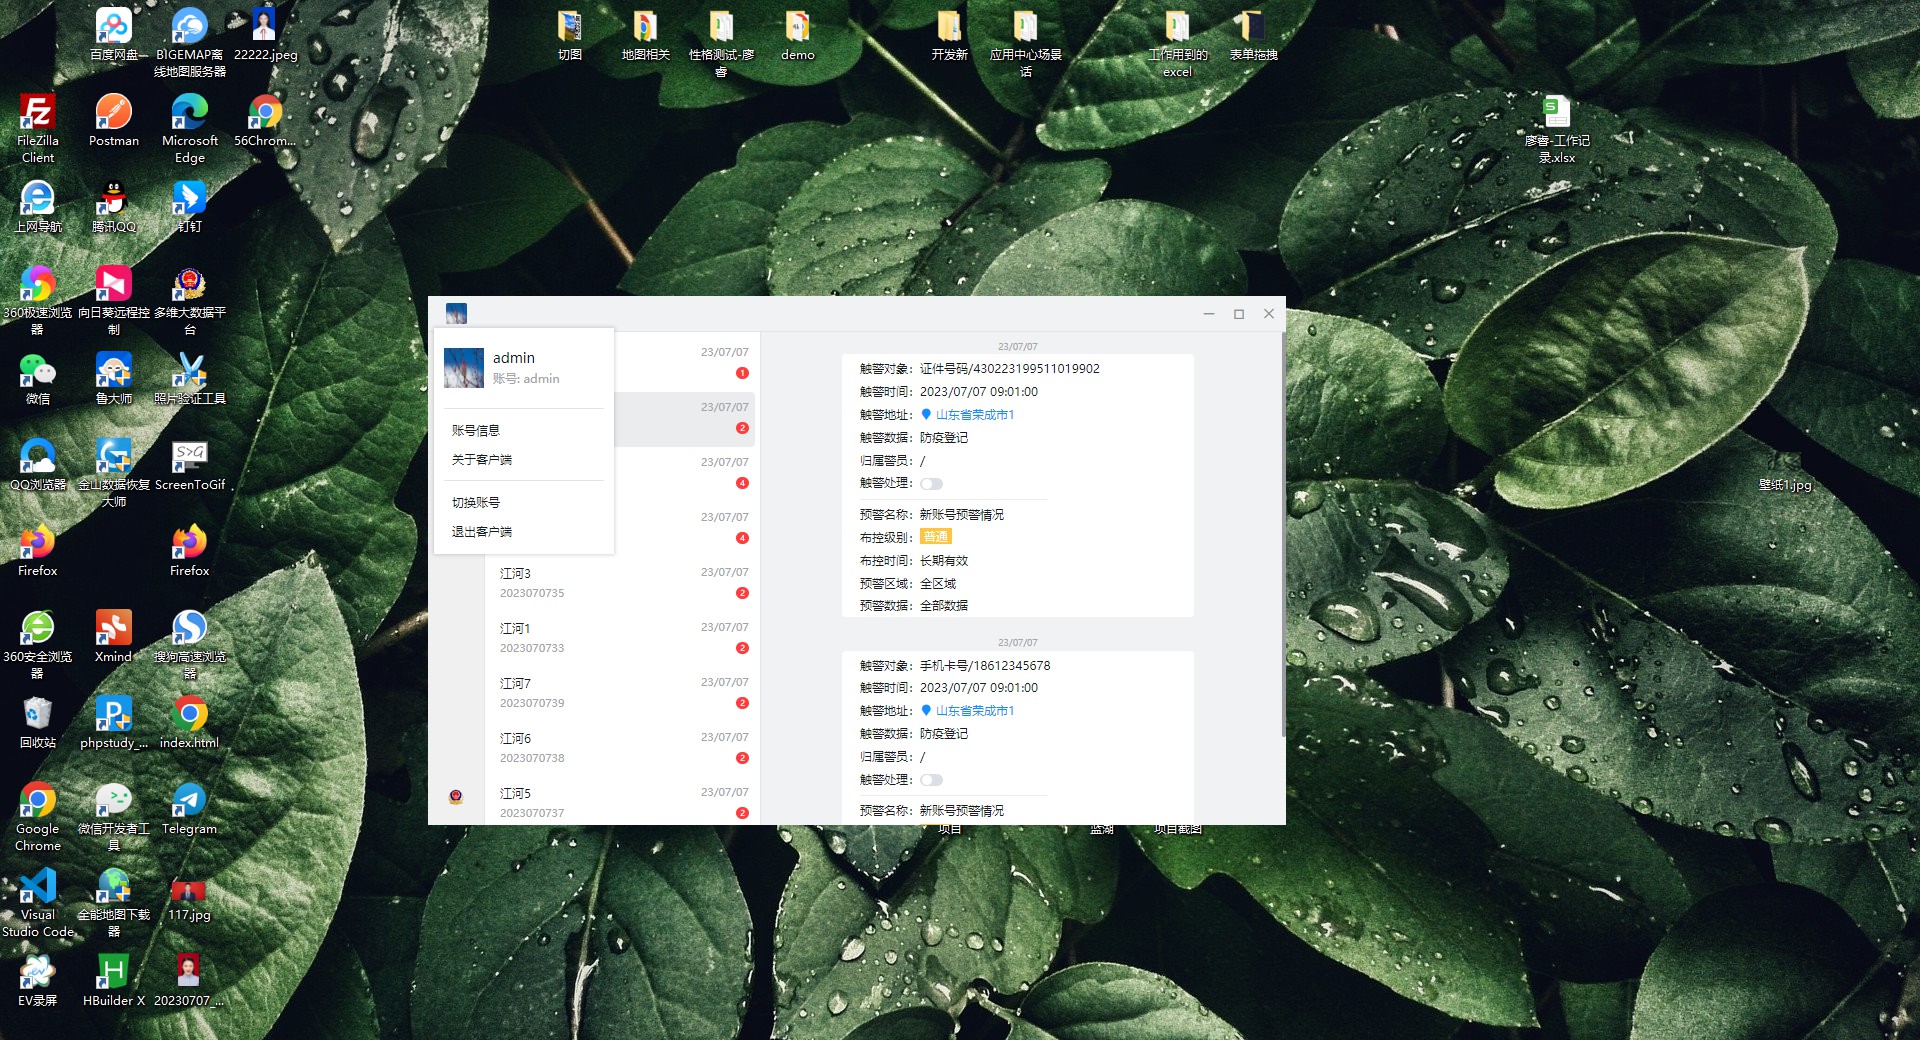 百度网盘—
BIGEMAP离
线地图服务器
22222.jpeg
切图
地图相关
性格测试-廖
睿
demo
开发新
应用中心场景
话
工作用到的
excel
表单拖拽
FileZilla
Client
Postman
Microsoft
Edge
56Chrom...
廖睿-工作记
录.xlsx
上网导航
腾讯QQ
钉钉
360极速浏览
器
向日葵远程控
制
多维大数据平
台
微信
鲁大师
照片验证工具
QQ浏览器
金山数据恢复
大师
S>G
ScreenToGif
壁纸1.jpg
Firefox
Firefox
360安全浏览
器
Xmind
搜狗高速浏览
器
回收站
phpstudy_...
index.html
Google
Chrome
微信开发者工
具
Telegram
Visual
Studio Code
全能地图下载
器
117.jpg
EV录屏
HBuilder X
20230707_...
项目
蓝湖
项目截图
admin
账号: admin
账号信息
关于客户端
切换账号
退出客户端
23/07/07
1
23/07/07
2
23/07/07
4
23/07/07
4
江河3
23/07/07
2023070735
2
江河1
23/07/07
2023070733
2
江河7
23/07/07
2023070739
2
江河6
23/07/07
2023070738
2
江河5
23/07/07
2023070737
2
23/07/07
触警对象: 证件号码/430223199511019902
触警时间: 2023/07/07 09:01:00
触警地址: 山东省荣成市1
触警数据: 防疫登记
归属警员: /
触警处理:
预警名称: 新账号预警情况
布控级别: 普通
布控时间: 长期有效
预警区域: 全区域
预警数据: 全部数据
23/07/07
触警对象: 手机卡号/18612345678
触警时间: 2023/07/07 09:01:00
触警地址: 山东省荣成市1
触警数据: 防疫登记
归属警员: /
触警处理:
预警名称: 新账号预警情况